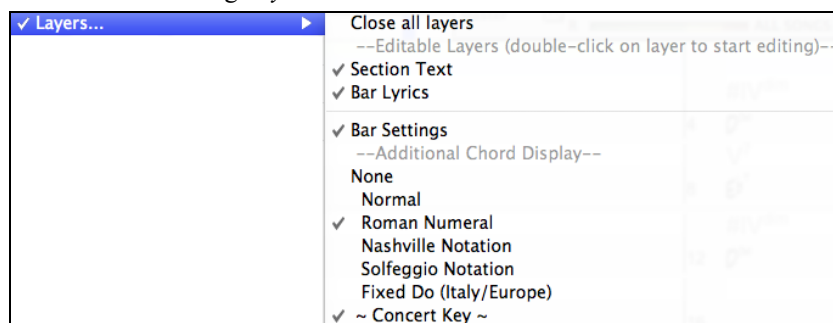 ✓ Layers... ▶
Close all layers
--Editable Layers (double-click on layer to start editing)--
✓ Section Text
✓ Bar Lyrics
✓ Bar Settings
--Additional Chord Display--
None
Normal
✓ Roman Numeral
Nashville Notation
Solfeggio Notation
Fixed Do (Italy/Europe)
✓ ~ Concert Key ~